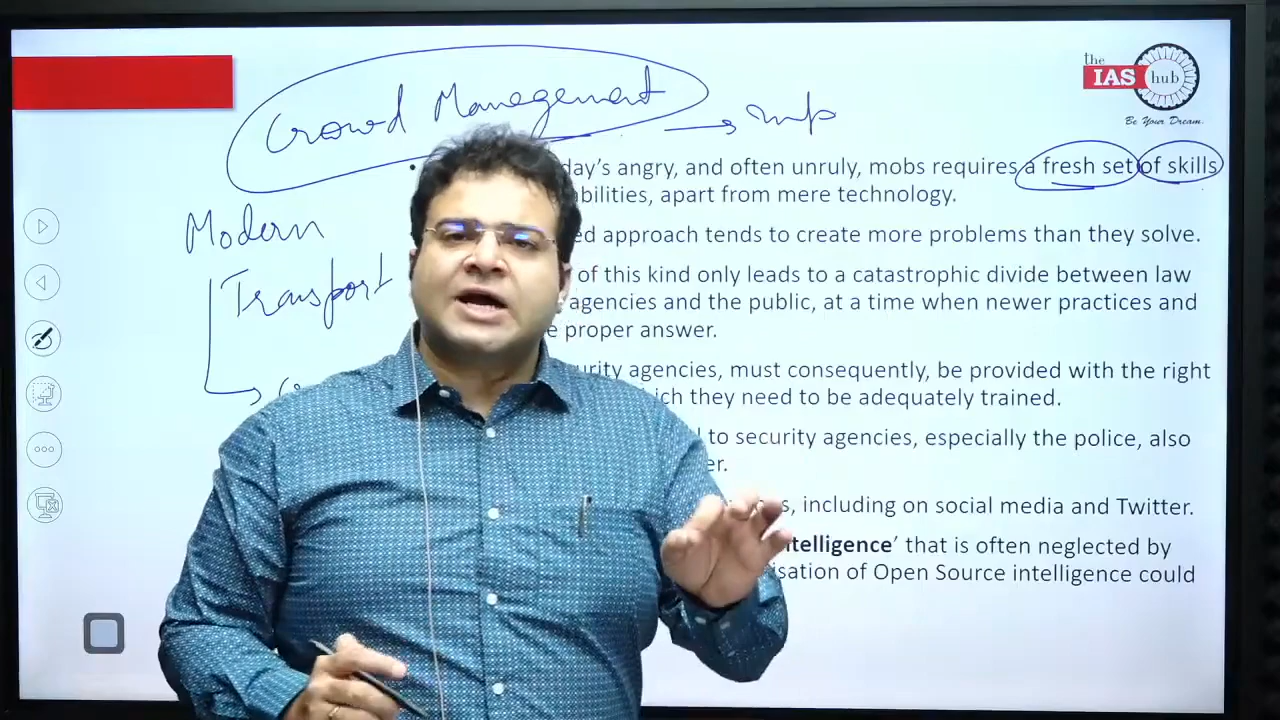 the
IAS hub
Be Your Dream.
Crowd Management → imp
day's angry, and often unruly, mobs requires a fresh set of skills
abilities, apart from mere technology.
Modern
ed approach tends to create more problems than they solve.
Transport
of this kind only leads to a catastrophic divide between law
agencies and the public, at a time when newer practices and
e proper answer.
urity agencies, must consequently, be provided with the right
ich they need to be adequately trained.
l to security agencies, especially the police, also
er.
s, including on social media and Twitter.
ntelligence' that is often neglected by
isation of Open Source intelligence could